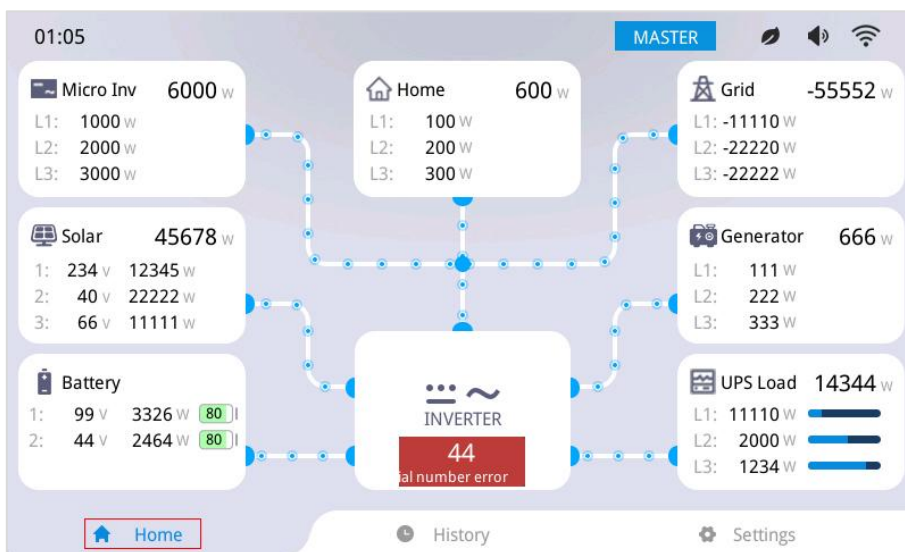 01:05 MASTER
Micro Inv 6000 W
L1: 1000 W
L2: 2000 W
L3: 3000 W
Home 600 W
L1: 100 W
L2: 200 W
L3: 300 W
Grid -55552 W
L1: -11110 W
L2: -22220 W
L3: -22222 W
Solar 45678 W
1: 234 V 12345 W
2: 40 V 22222 W
3: 66 V 11111 W
Generator 666 W
L1: 111 W
L2: 222 W
L3: 333 W
Battery
1: 99 V 3326 W 80
2: 44 V 2464 W 80
INVERTER
44
ial number error
UPS Load 14344 W
L1: 11110 W
L2: 2000 W
L3: 1234 W
Home History Settings